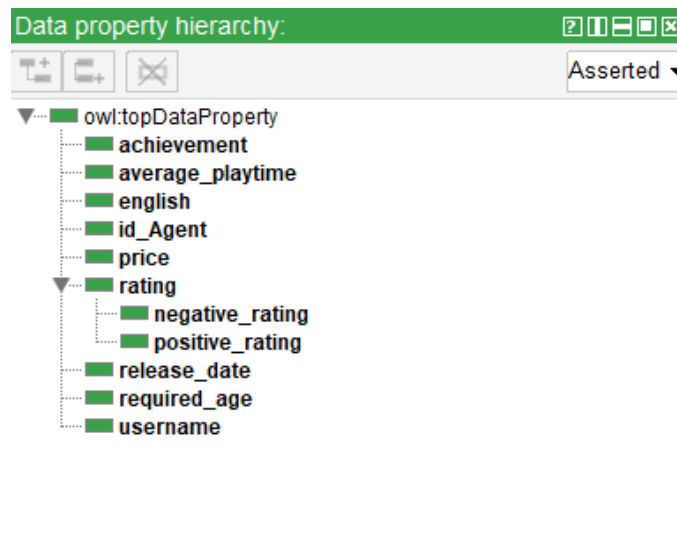 Data property hierarchy:
Asserted
owl:topDataProperty
achievement
average_playtime
english
id_Agent
price
rating
negative_rating
positive_rating
release_date
required_age
username